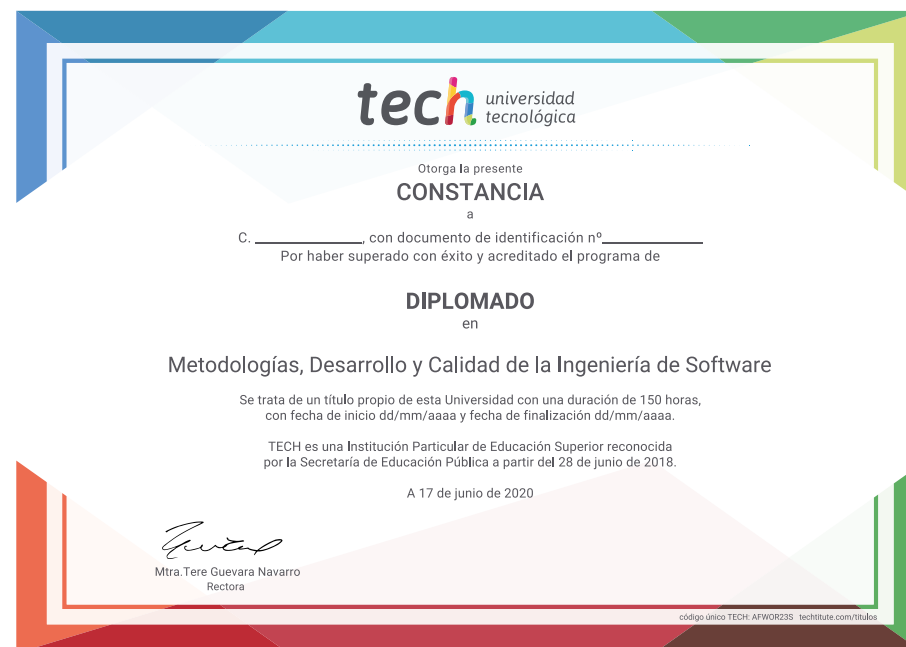 tech universidad
tecnológica
Otorga la presente
CONSTANCIA
a
C. ______________, con documento de identificación nº_____________
Por haber superado con éxito y acreditado el programa de
DIPLOMADO
en
Metodologías, Desarrollo y Calidad de la Ingeniería de Software
Se trata de un título propio de esta Universidad con una duración de 150 horas,
con fecha de inicio dd/mm/aaaa y fecha de finalización dd/mm/aaaa.
TECH es una Institución Particular de Educación Superior reconocida
por la Secretaría de Educación Pública a partir del 28 de junio de 2018.
A 17 de junio de 2020
Mtra.Tere Guevara Navarro
Rectora
código único TECH: AFWOR23S techtitute.com/titulos